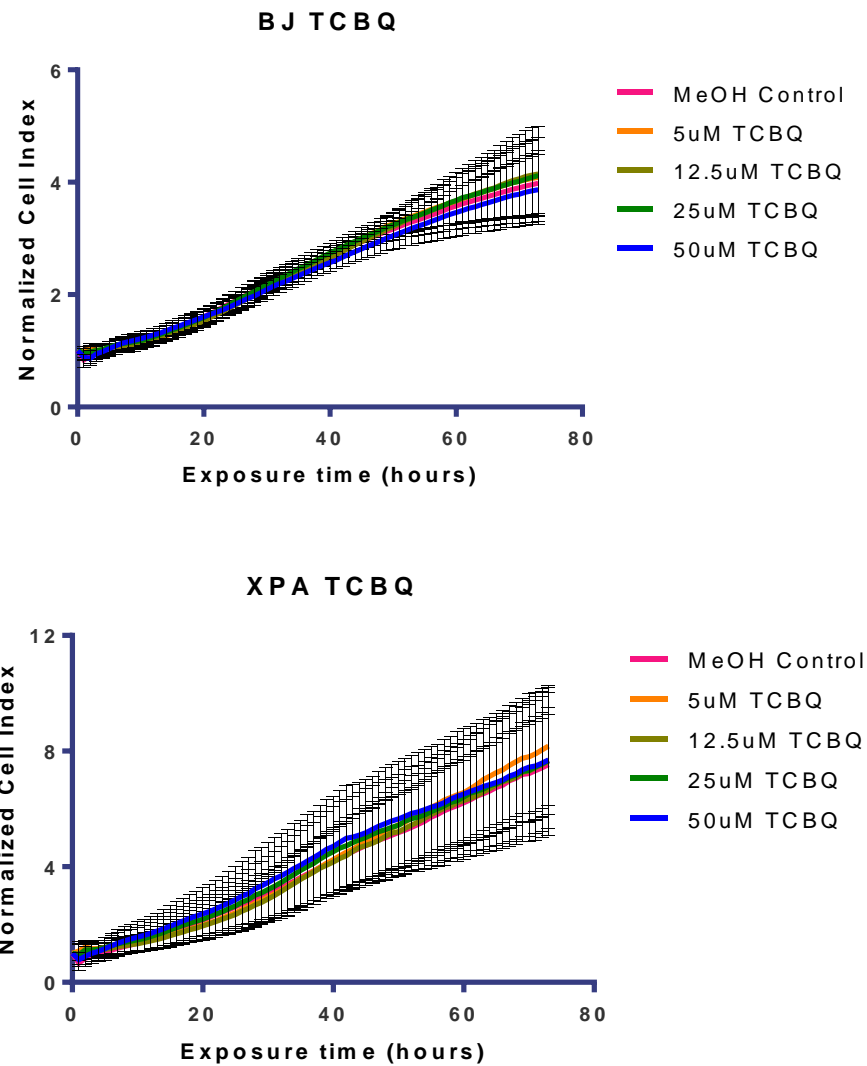 BJ TCBQ
6
4
2
0
Normalized Cell Index
0 20 40 60 80
Exposure time (hours)
MeOH Control
5uM TCBQ
12.5uM TCBQ
25uM TCBQ
50uM TCBQ
XPA TCBQ
12
8
4
0
Normalized Cell Index
0 20 40 60 80
Exposure time (hours)
MeOH Control
5uM TCBQ
12.5uM TCBQ
25uM TCBQ
50uM TCBQ